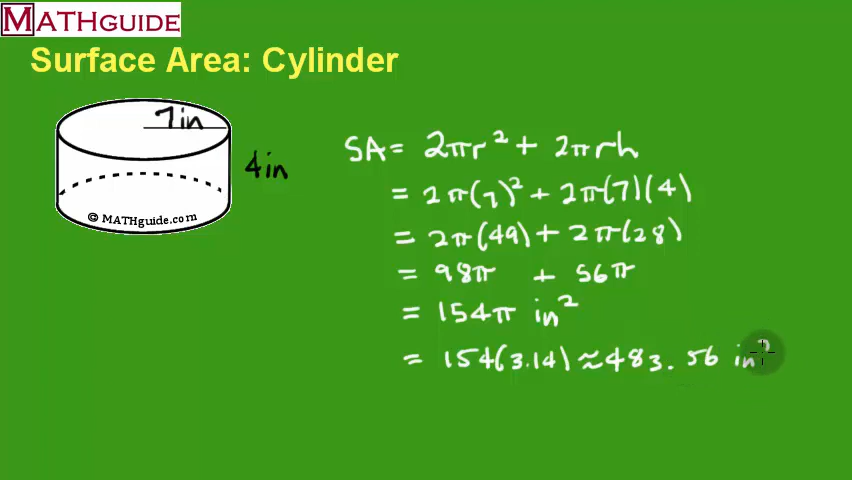 MATHGUIDE
Surface Area: Cylinder
7in
4in
© MATHguide.com
SA= 2πr² + 2πrh
= 2π(7)² + 2π(7)(4)
= 2π(49) + 2π(28)
= 98π + 56π
= 154π in²
= 154(3.14) ≈ 483.56 in²